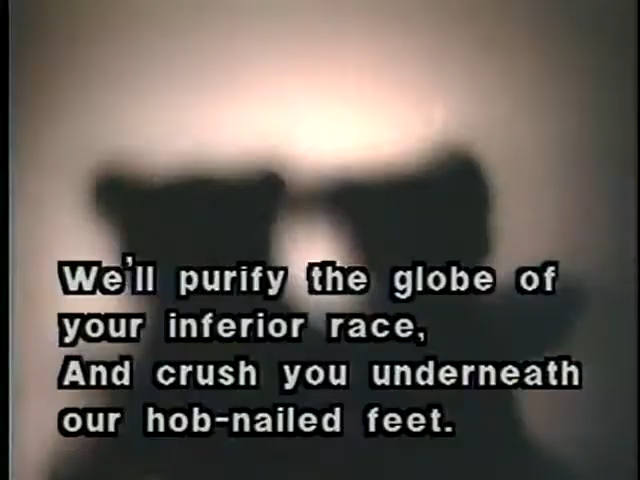 We'll purify the globe of
your inferior race,
And crush you underneath
our hob-nailed feet.